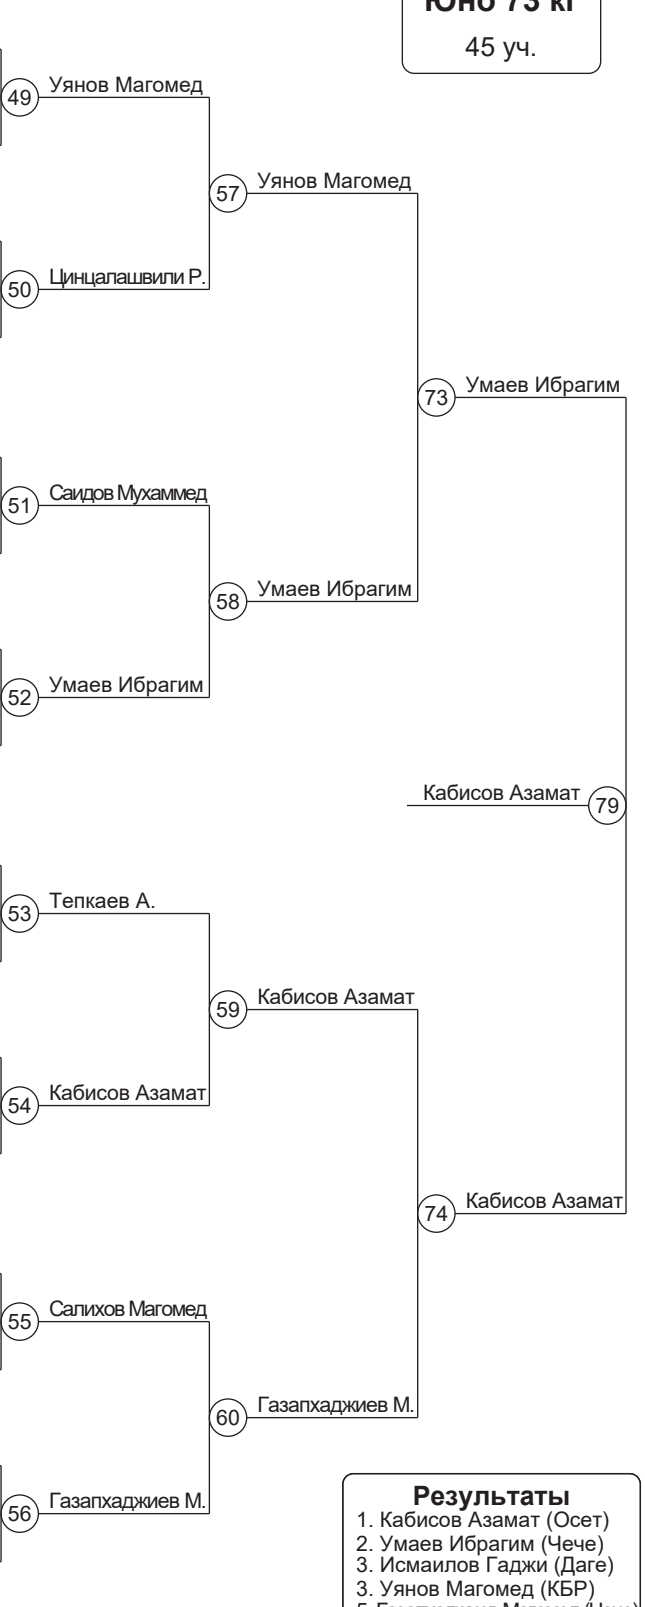 Юно 73 кг
45 уч.
49 Уянов Магомед
57 Уянов Магомед
50 Цинцалашвили Р.
73 Умаев Ибрагим
51 Саидов Мухаммед
58 Умаев Ибрагим
52 Умаев Ибрагим
Кабисов Азамат 79
53 Тепкаев А.
59 Кабисов Азамат
54 Кабисов Азамат
74 Кабисов Азамат
55 Салихов Магомед
60 Газапхаджиев М.
56 Газапхаджиев М.
Результаты
1. Кабисов Азамат (Осет)
2. Умаев Ибрагим (Чече)
3. Исмаилов Гаджи (Даге)
3. Уянов Магомед (КБР)